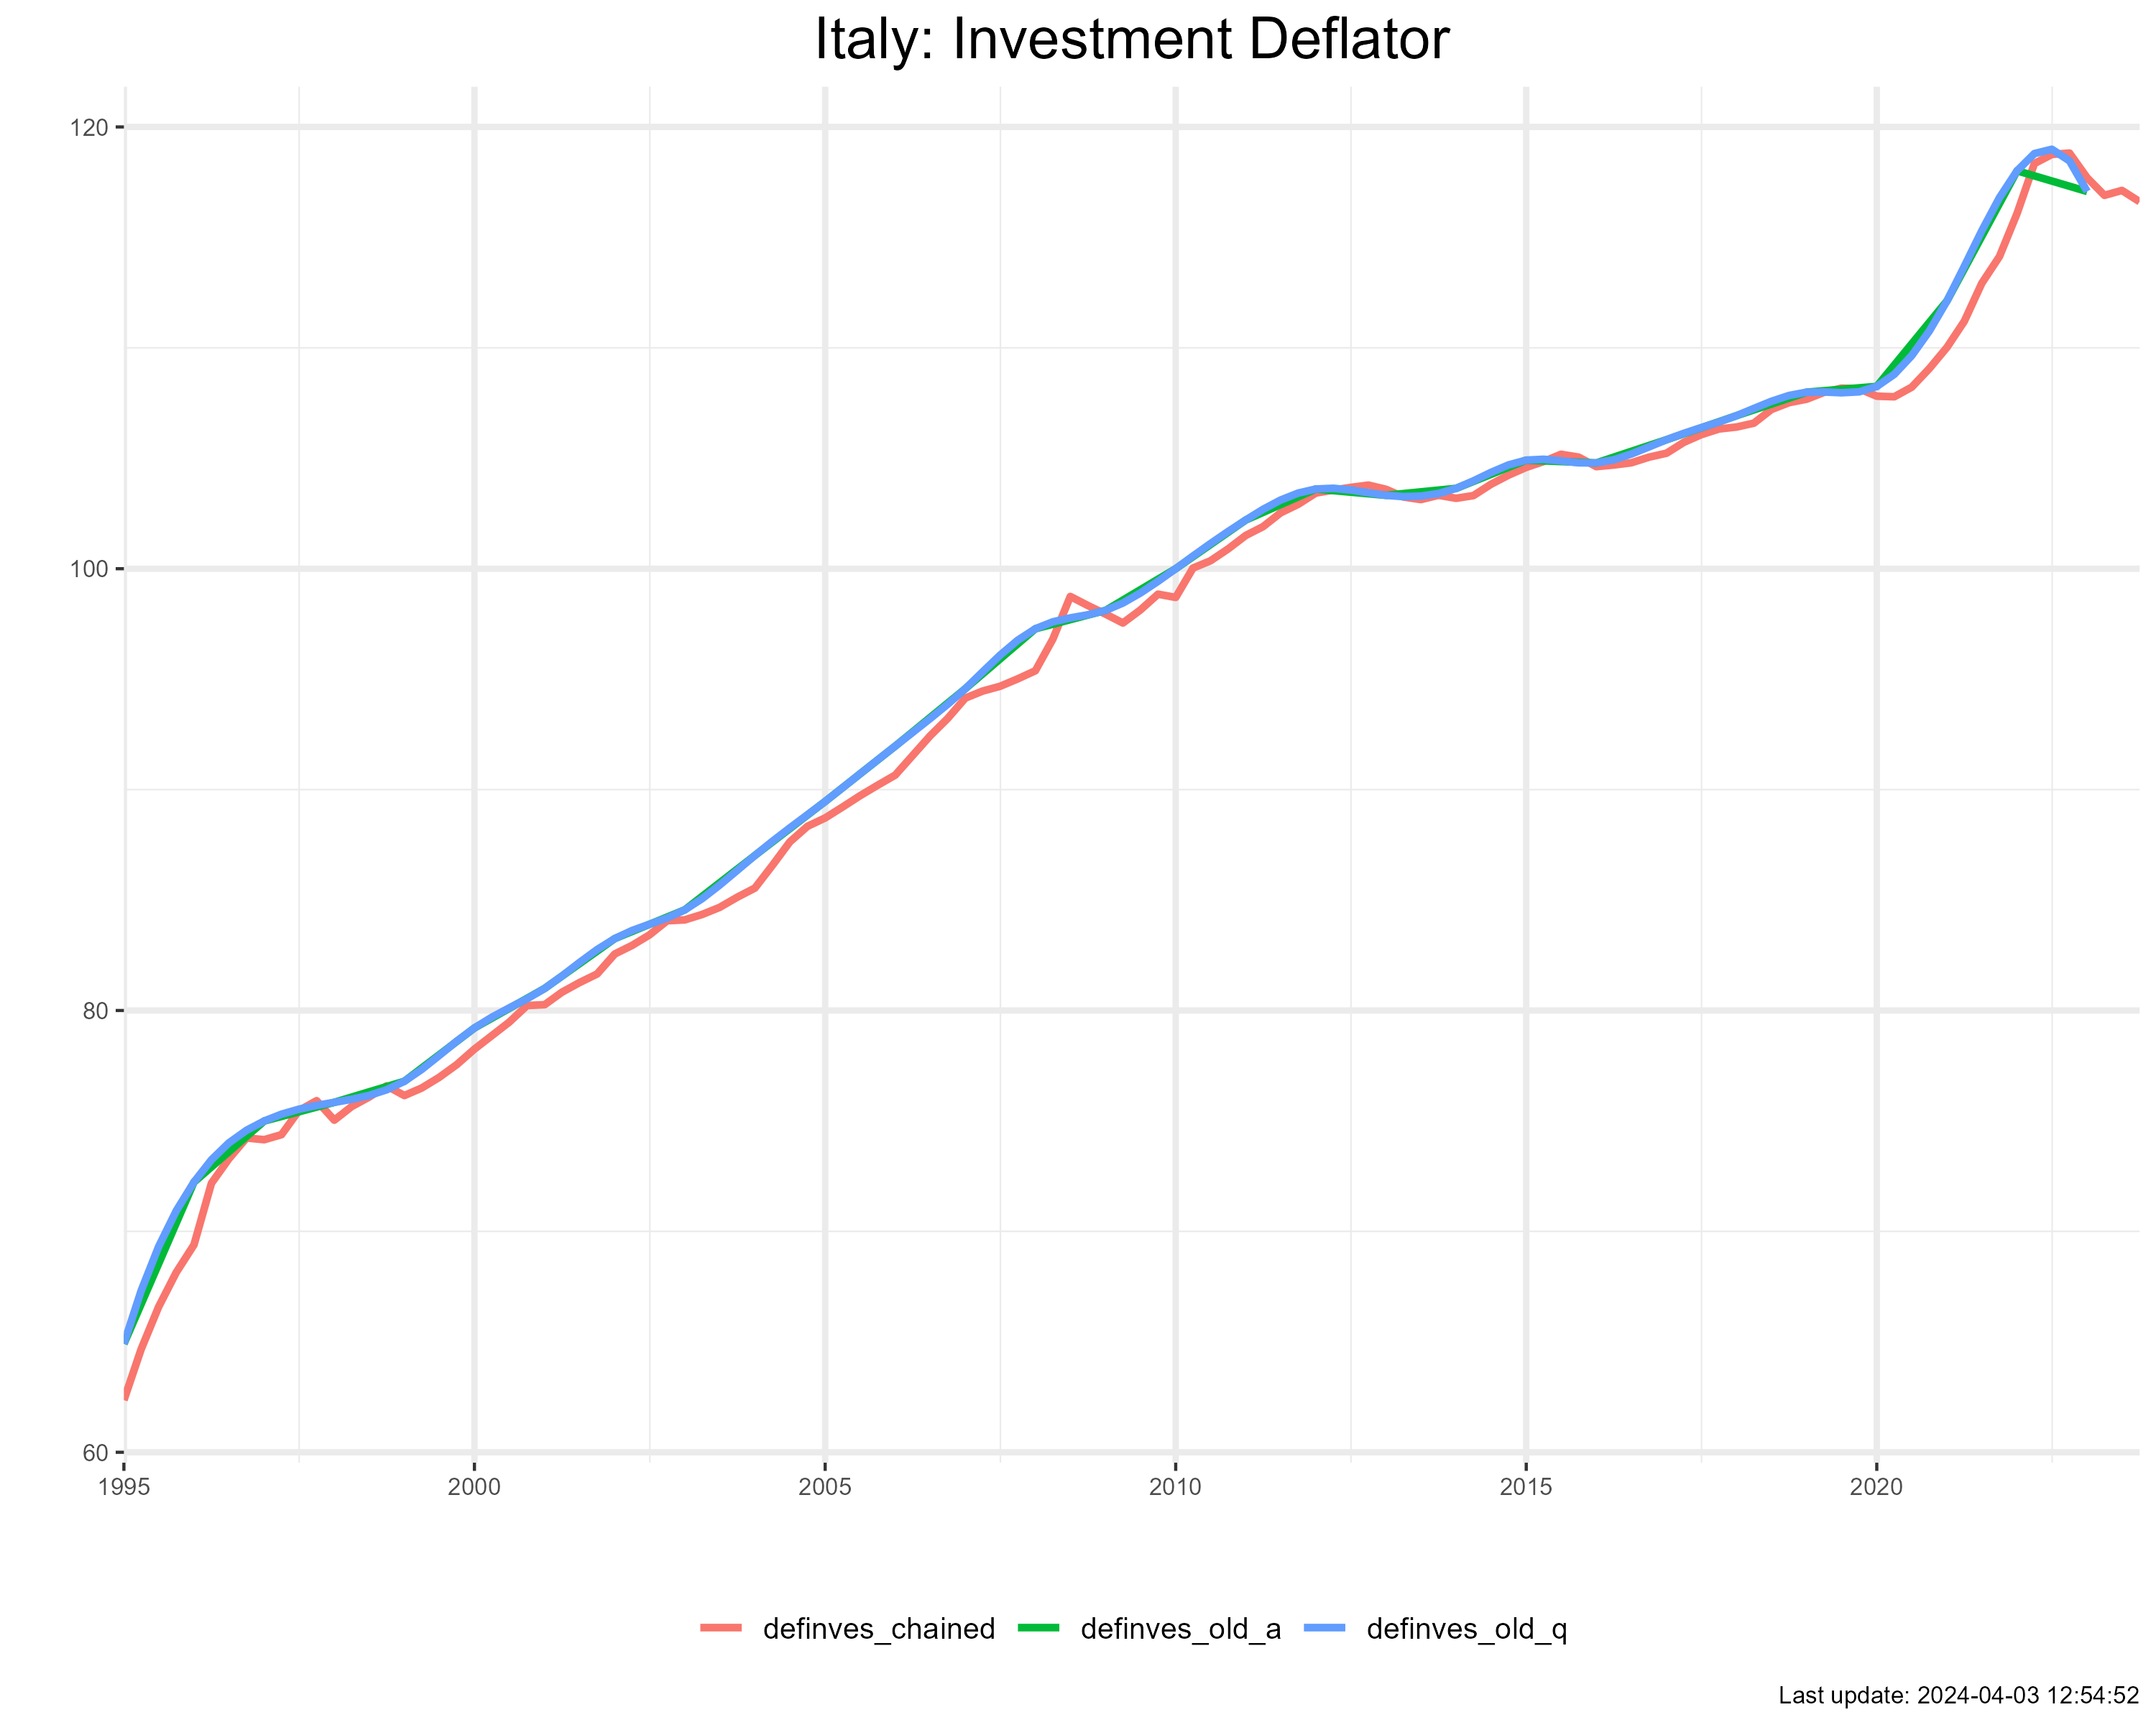 Italy: Investment Deflator
120
100
80
60
1995 2000 2005 2010 2015 2020
definves_chained definves_old_a definves_old_q
Last update: 2024-04-03 12:54:52